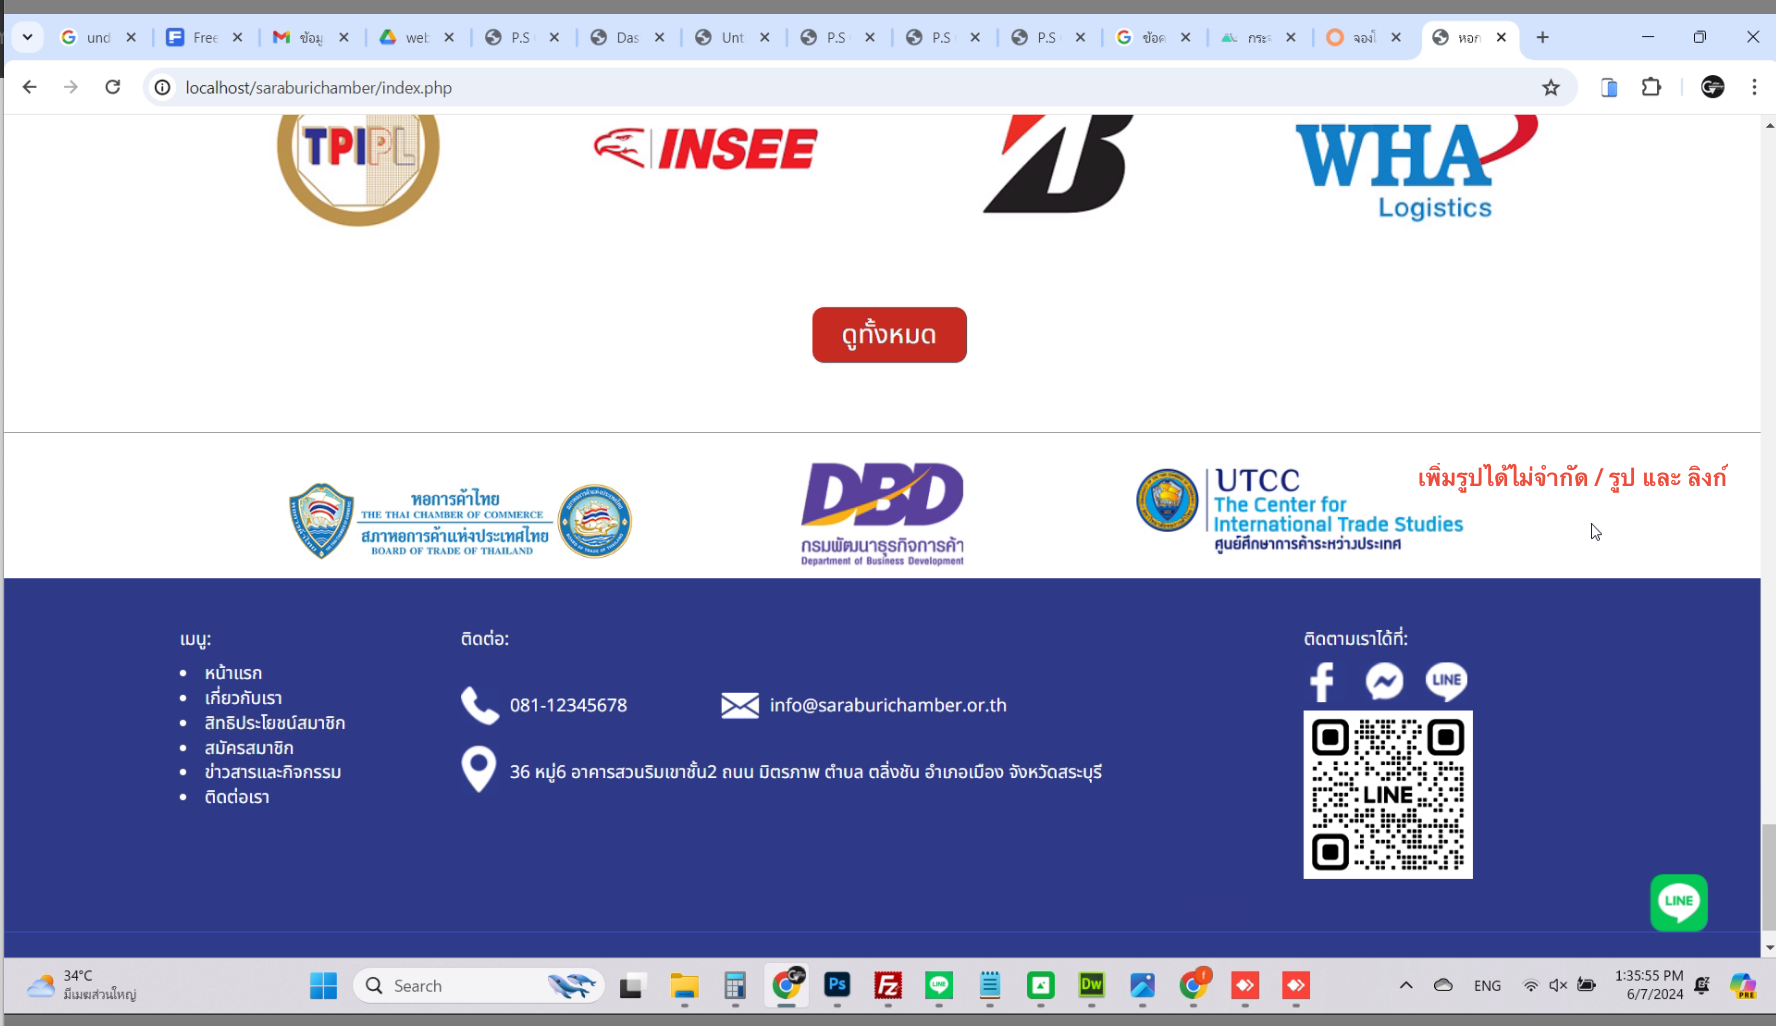 und
Free
ข้อมู
web
P.S
Das
Unt
P.S
P.S
P.S
ข้อค
กระ
จองโ
หอก
localhost/saraburichamber/index.php
TPIPL
INSEE
WHA
Logistics
ดูทั้งหมด
หอการค้าไทย
THE THAI CHAMBER OF COMMERCE
สภาหอการค้าแห่งประเทศไทย
BOARD OF TRADE OF THAILAND
DBD
กรมพัฒนาธุรกิจการค้า
Department of Business Development
UTCC
The Center for
International Trade Studies
ศูนย์ศึกษาการค้าระหว่างประเทศ
เพิ่มรูปได้ไม่จำกัด / รูป และ ลิงก์
เมนู:
หน้าแรก
เกี่ยวกับเรา
สิทธิประโยชน์สมาชิก
สมัครสมาชิก
ข่าวสารและกิจกรรม
ติดต่อเรา
ติดต่อ:
081-12345678
info@saraburichamber.or.th
36 หมู่6 อาคารสวนริมเขาชั้น2 ถนน มิตรภาพ ตำบล ตลิ่งชัน อำเภอเมือง จังหวัดสระบุรี
ติดตามเราได้ที่:
LINE
LINE
LINE
34°C
มีเมฆส่วนใหญ่
Search
Ps
Fz
Dw
ENG
1:35:55 PM
6/7/2024
PRE